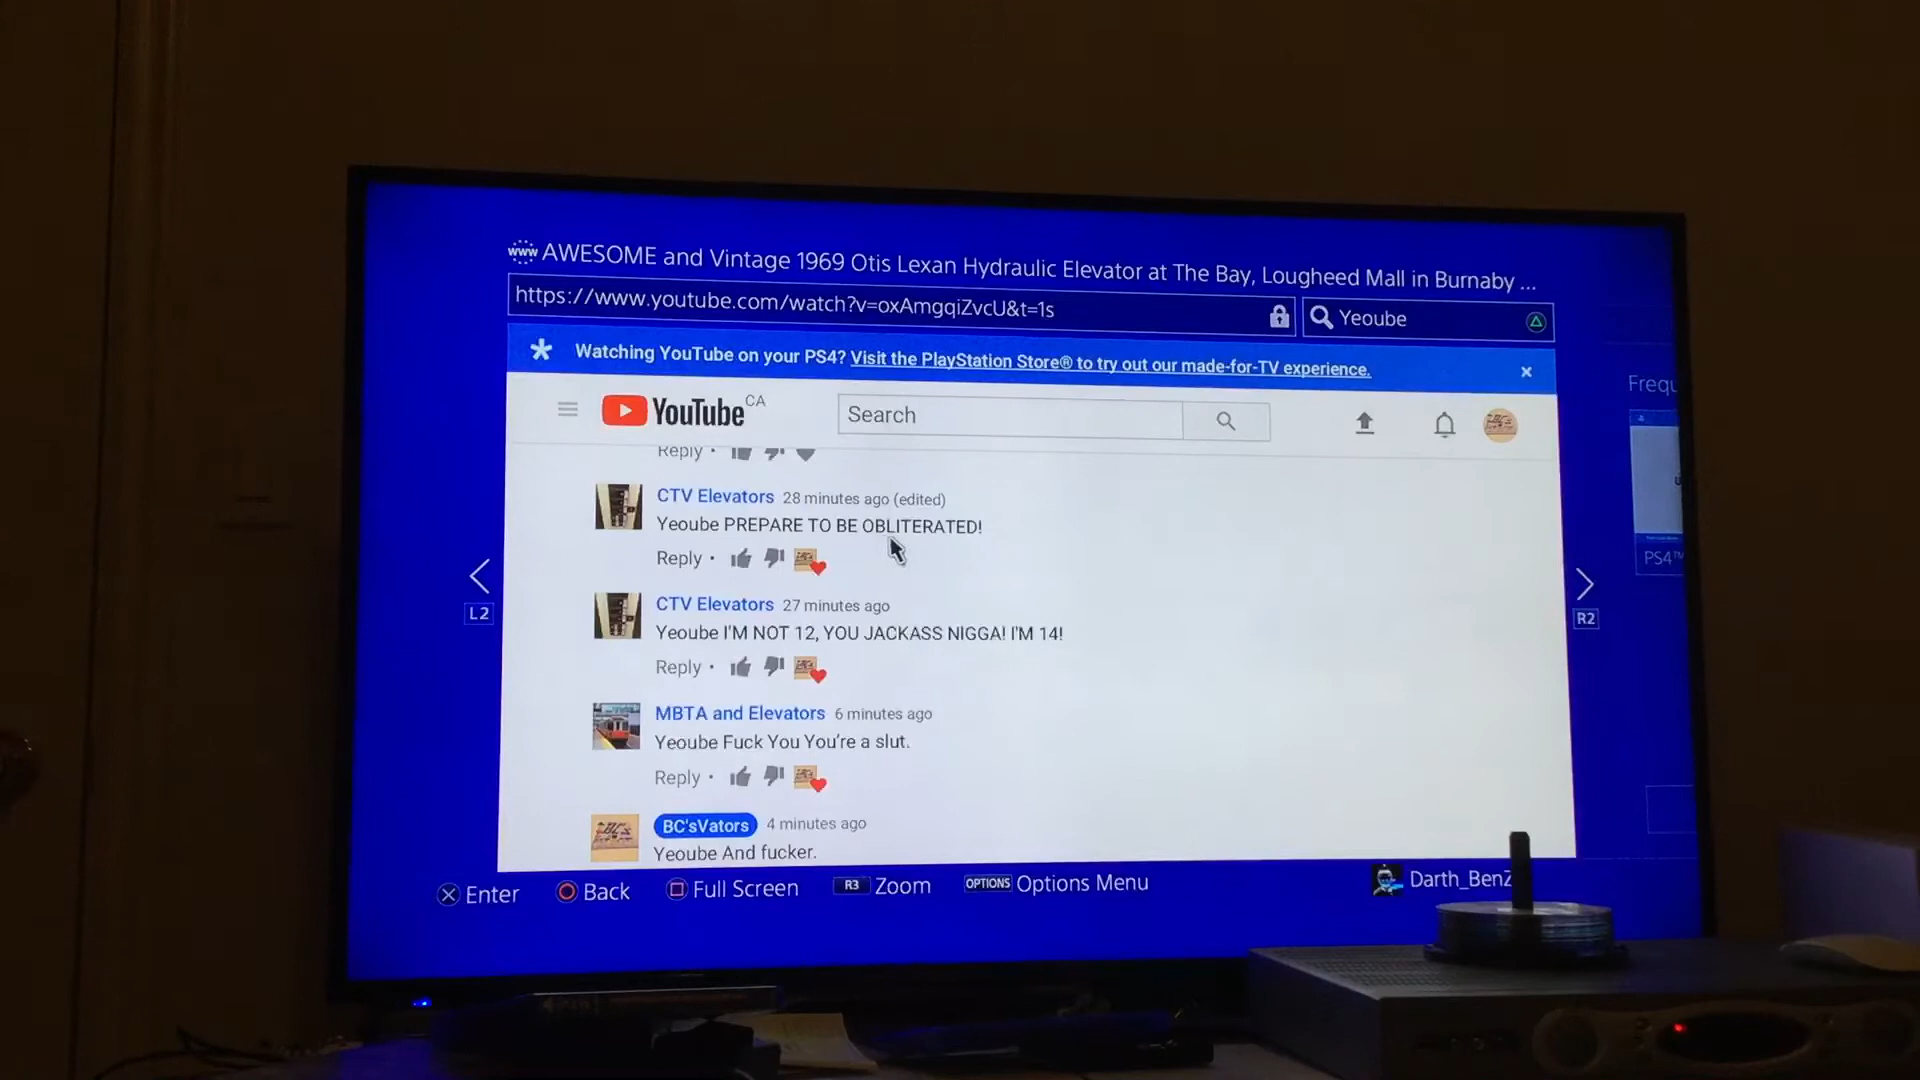 www AWESOME and Vintage 1969 Otis Lexan Hydraulic Elevator at The Bay, Lougheed Mall in Burnaby ...
https://www.youtube.com/watch?v=oxAmgqiZvcU&t=1s
Yeoube
Watching YouTube on your PS4? Visit the PlayStation Store® to try out our made-for-TV experience.
YouTube CA
Search
Reply
CTV Elevators 28 minutes ago (edited)
Yeoube PREPARE TO BE OBLITERATED!
Reply
CTV Elevators 27 minutes ago
Yeoube I'M NOT 12, YOU JACKASS NIGGA! I'M 14!
Reply
MBTA and Elevators 6 minutes ago
Yeoube Fuck You You're a slut.
Reply
BC'sVators 4 minutes ago
Yeoube And fucker.
L2
R2
PS4™
Enter Back Full Screen R3 Zoom OPTIONS Options Menu
Darth_BenZ